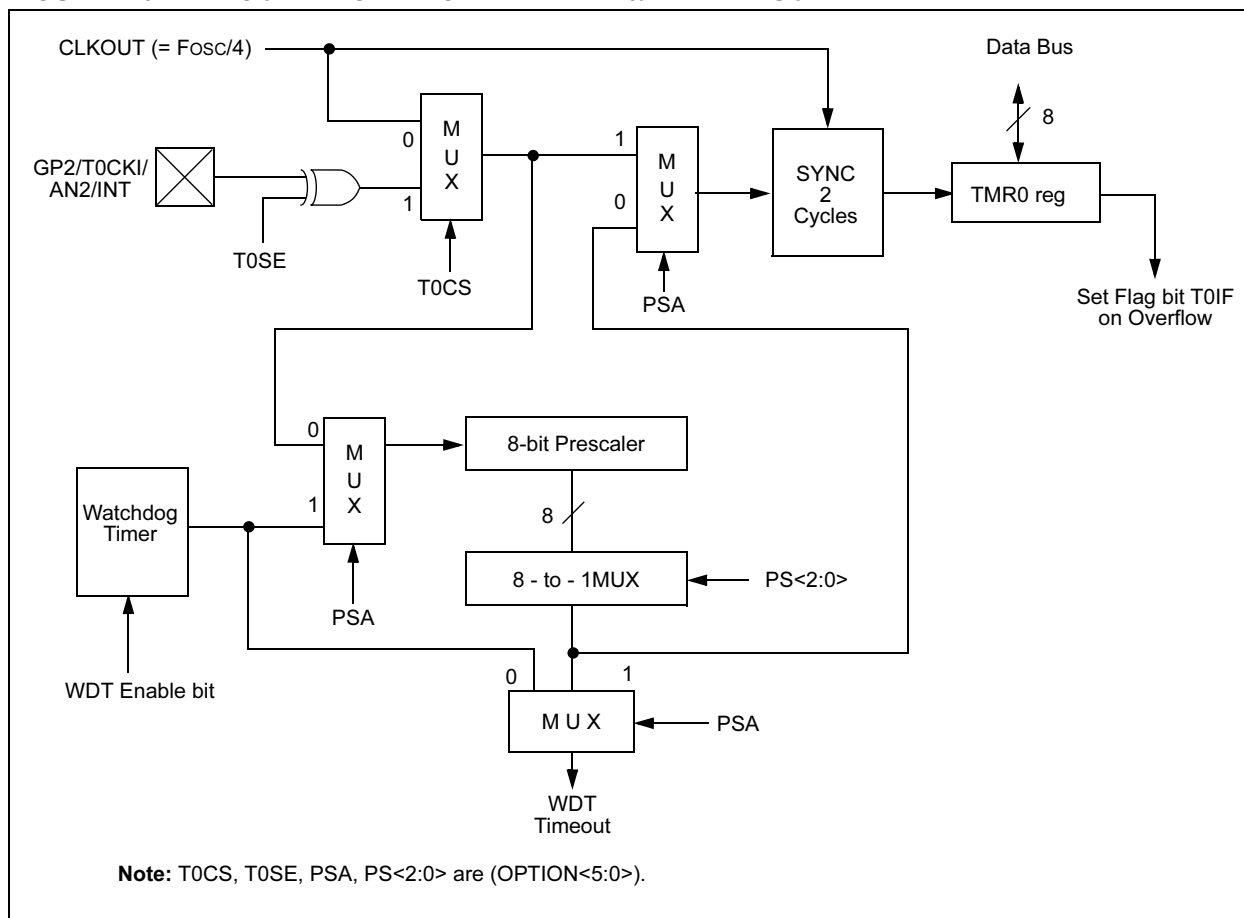 CLKOUT (= FOSC/4)
Data Bus
8
M
U
X
0
1
GP2/T0CKI/
AN2/INT
T0SE
T0CS
1
0
M
U
X
PSA
SYNC
2
Cycles
TMR0 reg
Set Flag bit T0IF
on Overflow
0
1
M
U
X
8-bit Prescaler
Watchdog
Timer
8
8 - to - 1MUX
PS<2:0>
PSA
WDT Enable bit
0
1
M U X
PSA
WDT
Timeout
Note: T0CS, T0SE, PSA, PS<2:0> are (OPTION<5:0>).